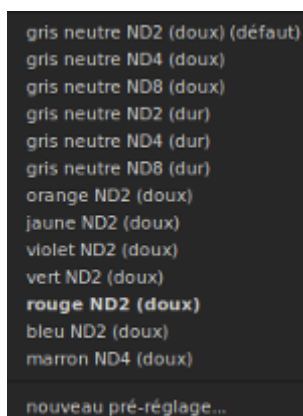 gris neutre ND2 (doux) (défaut)
gris neutre ND4 (doux)
gris neutre ND8 (doux)
gris neutre ND2 (dur)
gris neutre ND4 (dur)
gris neutre ND8 (dur)
orange ND2 (doux)
jaune ND2 (doux)
violet ND2 (doux)
vert ND2 (doux)
rouge ND2 (doux)
bleu ND2 (doux)
marron ND4 (doux)
nouveau pré-réglage...